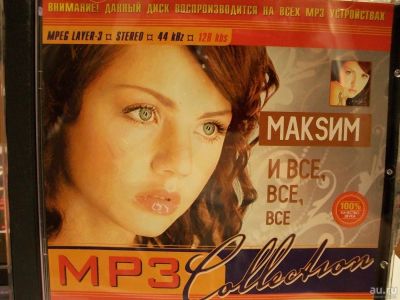 ВНИМАНИЕ! ДАННЫЙ ДИСК ВОСПРОИЗВОДИТСЯ НА ВСЕХ MP3 УСТРОЙСТВАХ
MPEG LAYER-3 ¤ STEREO ¤ 44 kHz ¤ 128 kbs
МАКSИМ
И ВСЕ,
ВСЕ,
ВСЕ
100%
MP3 Collection
au.ru